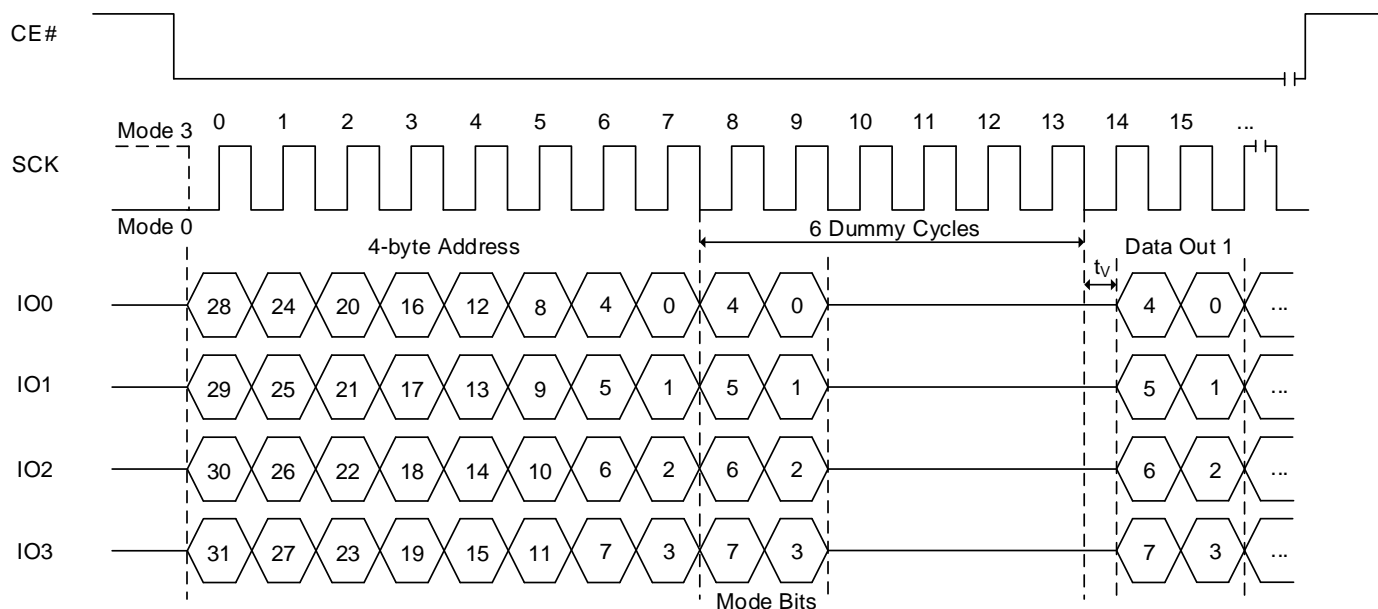 CE#
0 1 2 3 4 5 6 7 8 9 10 11 12 13 14 15 ...
Mode 3
SCK
Mode 0
6 Dummy Cycles
4-byte Address
Data Out 1
tV
IO0
28 24 20 16 12 8 4 0 4 0 4 0 ...
IO1
29 25 21 17 13 9 5 1 5 1 5 1 ...
IO2
30 26 22 18 14 10 6 2 6 2 6 2 ...
IO3
31 27 23 19 15 11 7 3 7 3 7 3 ...
Mode Bits